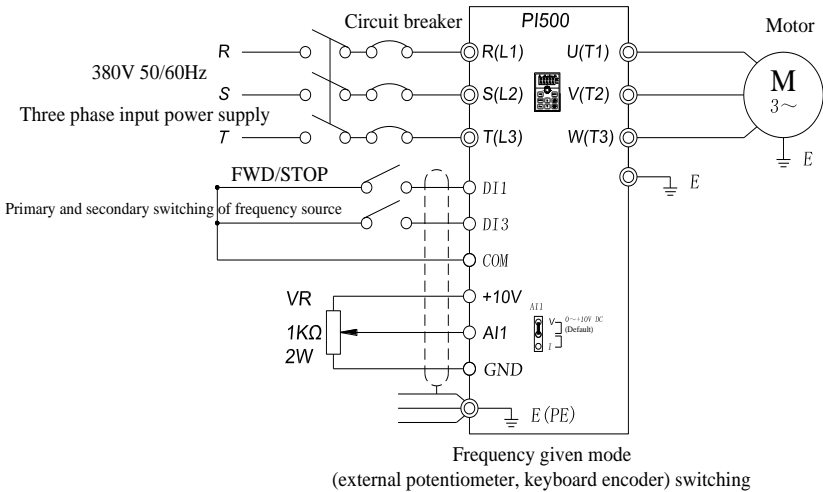 Circuit breaker
PI500
Motor
R
R(L1)
U(T1)
380V 50/60Hz
S
S(L2)
V(T2)
M
3~
Three phase input power supply
T
T(L3)
W(T3)
E
E
FWD/STOP
DI1
Primary and secondary switching of frequency source
DI3
COM
VR
+10V
AI1
1KΩ
AI1
V
0～+10V DC
(Default)
I
2W
GND
E(PE)
Frequency given mode
(external potentiometer, keyboard encoder) switching